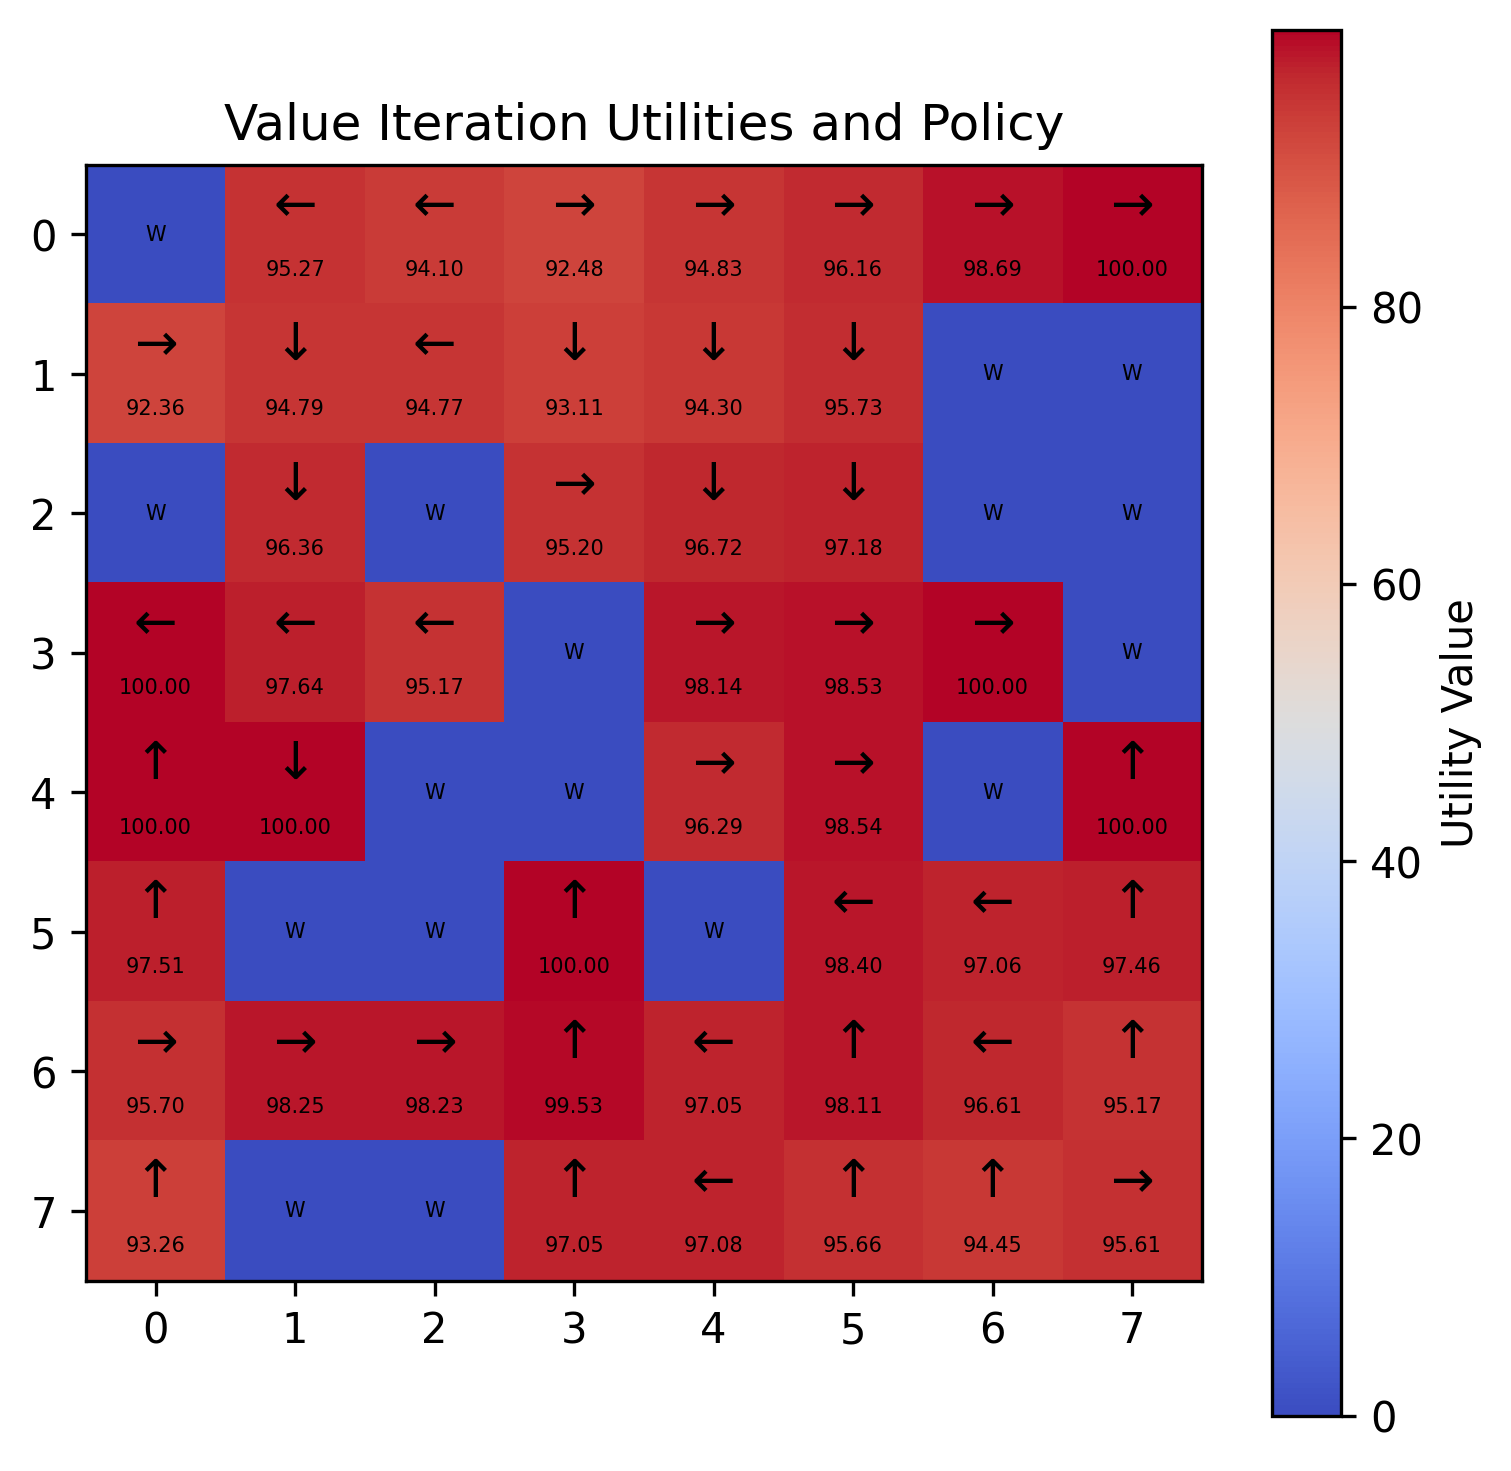 Value Iteration Utilities and Policy
0 W ← 95.27 ← 94.10 → 92.48 → 94.83 → 96.16 → 98.69 → 100.00
1 → 92.36 ↓ 94.79 ← 94.77 ↓ 93.11 ↓ 94.30 ↓ 95.73 W W
2 W ↓ 96.36 W → 95.20 ↓ 96.72 ↓ 97.18 W W
3 ← 100.00 ← 97.64 ← 95.17 W → 98.14 → 98.53 → 100.00 W
4 ↑ 100.00 ↓ 100.00 W W → 96.29 → 98.54 W ↑ 100.00
5 ↑ 97.51 W W ↑ 100.00 W ← 98.40 ← 97.06 ↑ 97.46
6 → 95.70 → 98.25 → 98.23 ↑ 99.53 ← 97.05 ↑ 98.11 ← 96.61 ↑ 95.17
7 ↑ 93.26 W W ↑ 97.05 ← 97.08 ↑ 95.66 ↑ 94.45 → 95.61
0 1 2 3 4 5 6 7
80
60
40
20
0
Utility Value